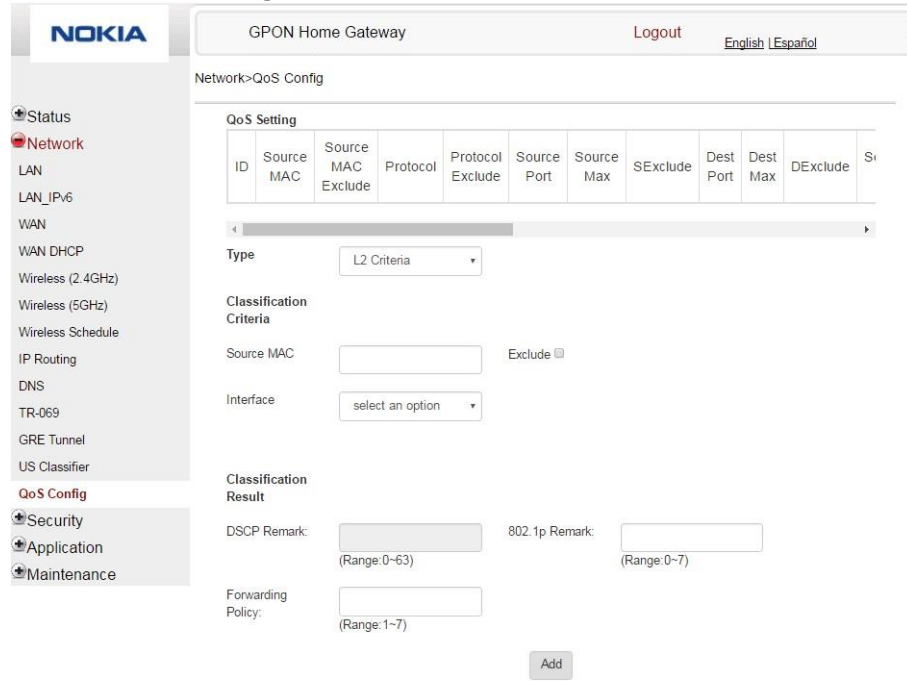 NOKIA
GPON Home Gateway
Logout
English | Español
Network>QoS Config
Status
Network
LAN
LAN_IPv6
WAN
WAN DHCP
Wireless (2.4GHz)
Wireless (5GHz)
Wireless Schedule
IP Routing
DNS
TR-069
GRE Tunnel
US Classifier
QoS Config
Security
Application
Maintenance
QoS Setting
ID
Source
MAC
Source
MAC
Exclude
Protocol
Protocol
Exclude
Source
Port
Source
Max
SExclude
Dest
Port
Dest
Max
DExclude
Type
L2 Criteria
Classification
Criteria
Source MAC
Exclude
Interface
select an option
Classification
Result
DSCP Remark:
(Range:0~63)
802.1p Remark:
(Range:0~7)
Forwarding
Policy:
(Range:1~7)
Add